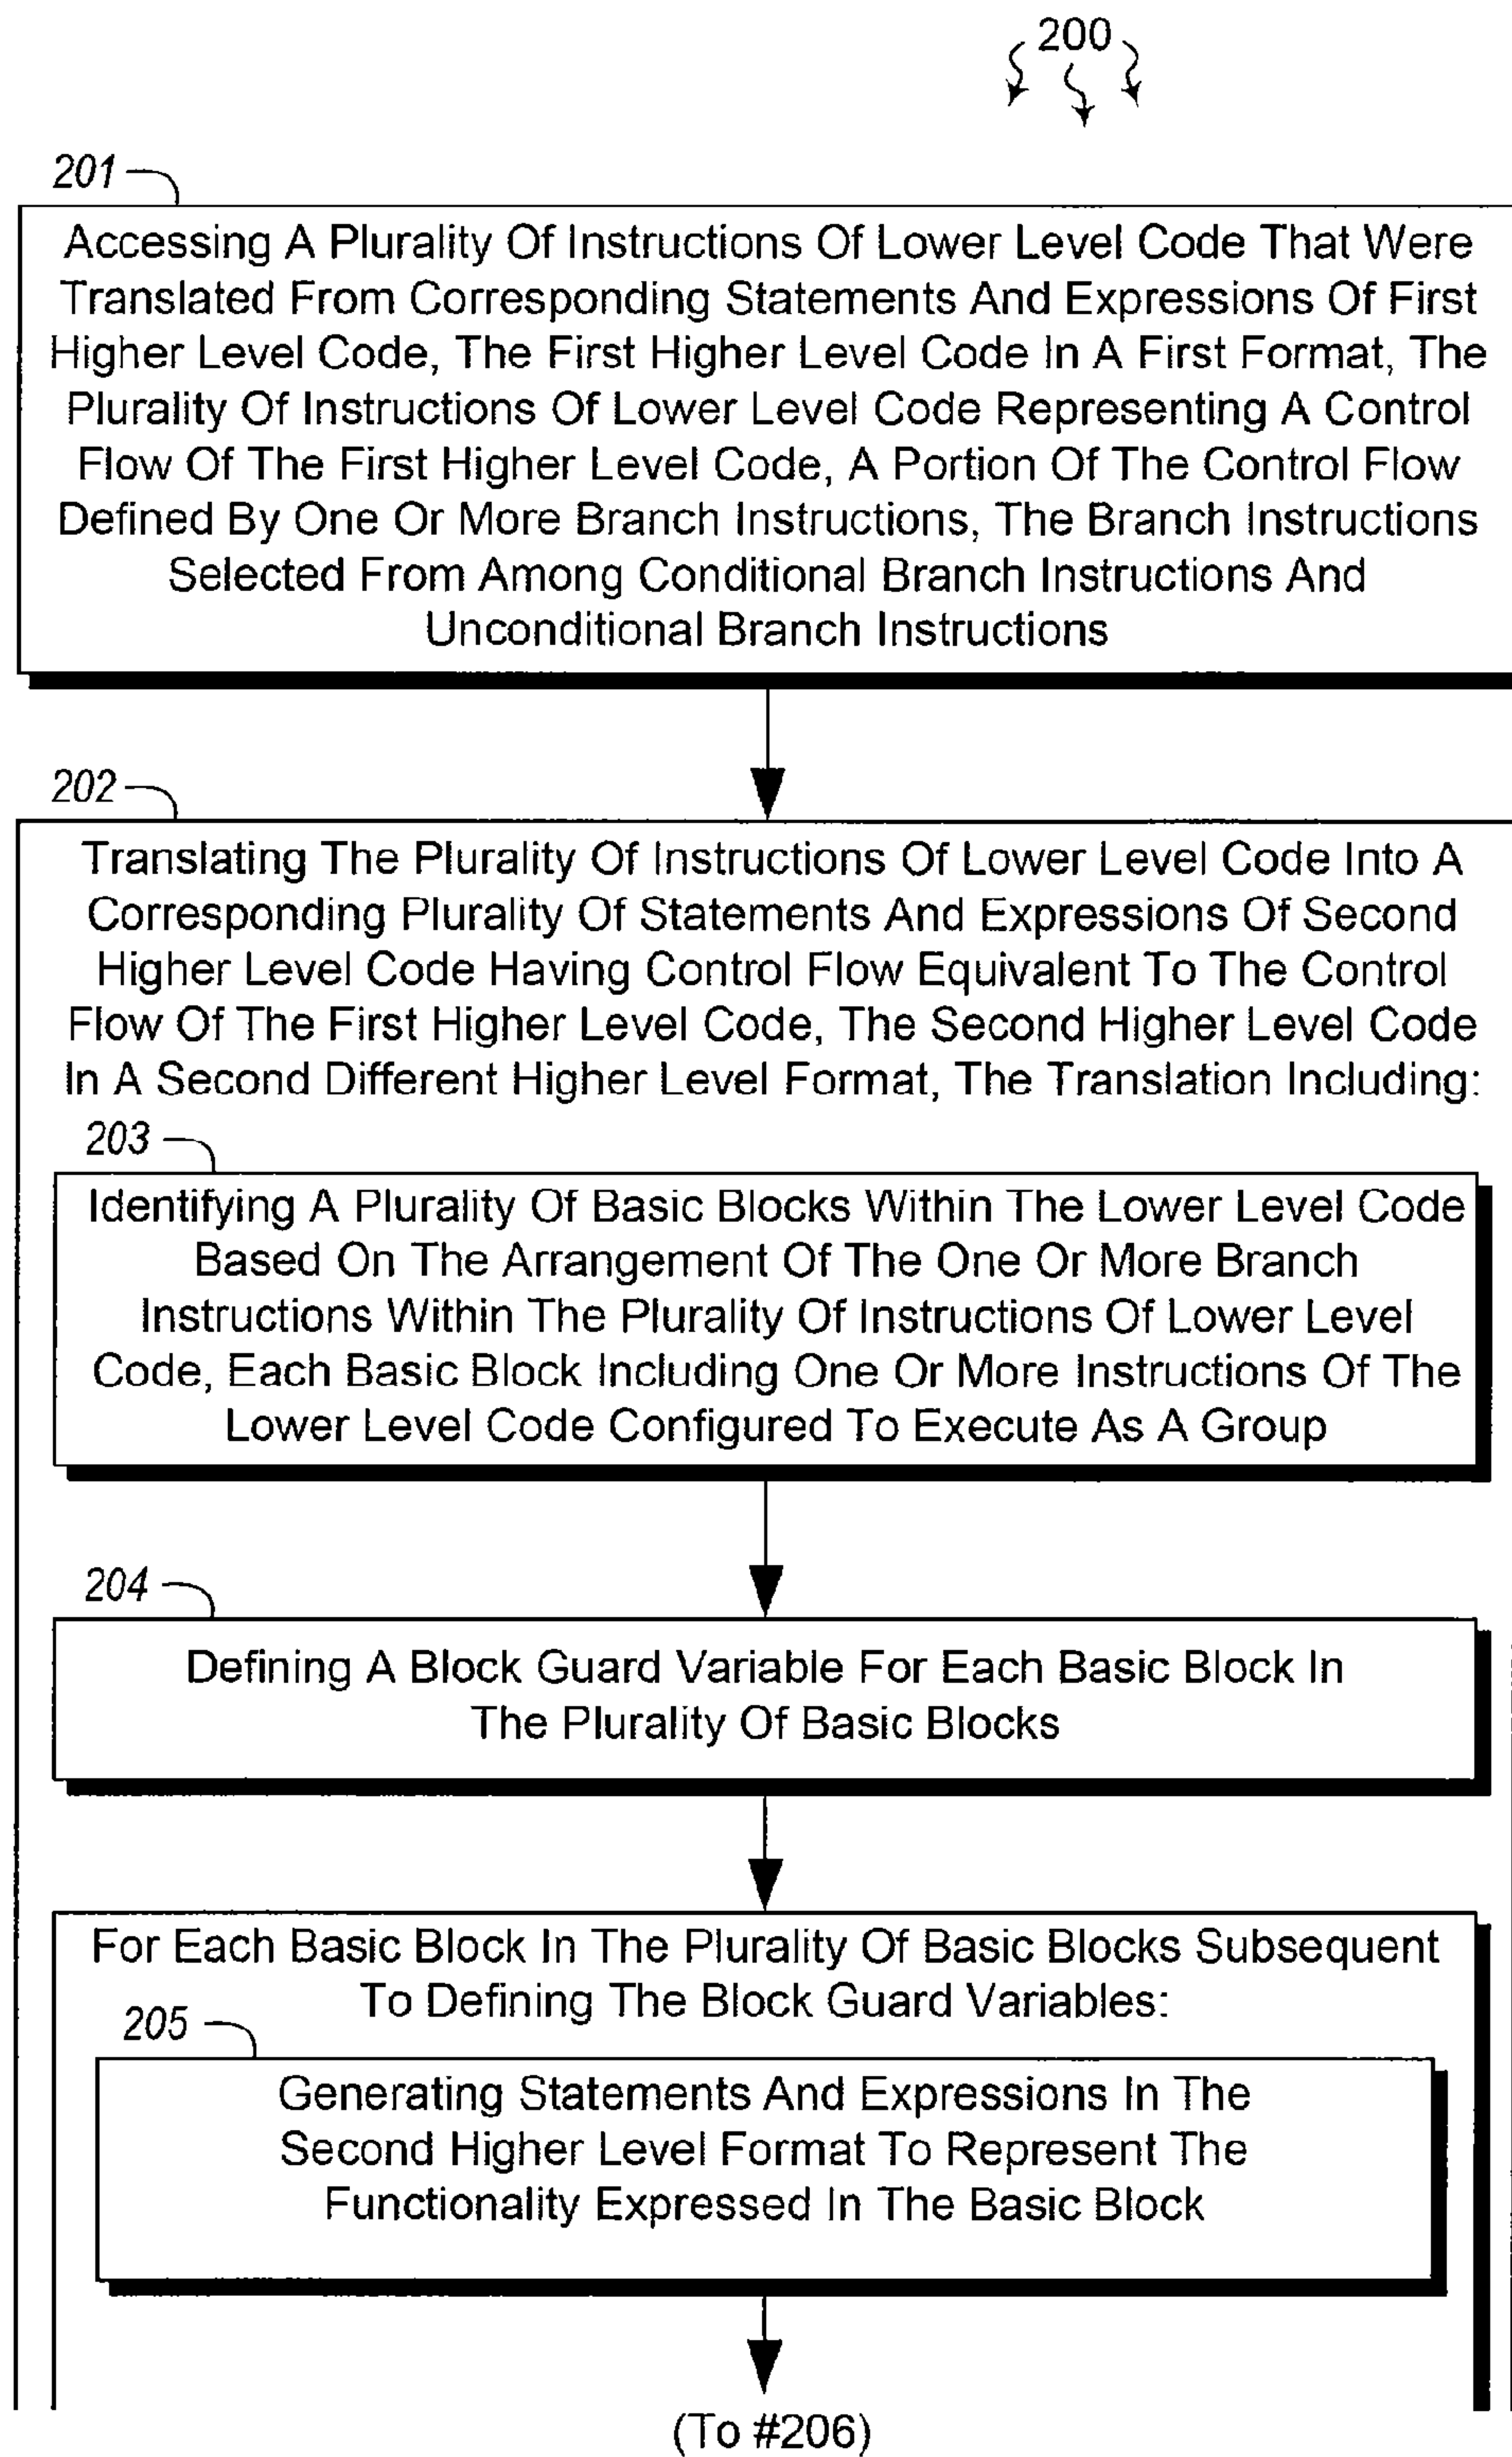 200
201
Accessing A Plurality Of Instructions Of Lower Level Code That Were
Translated From Corresponding Statements And Expressions Of First
Higher Level Code, The First Higher Level Code In A First Format, The
Plurality Of Instructions Of Lower Level Code Representing A Control
Flow Of The First Higher Level Code, A Portion Of The Control Flow
Defined By One Or More Branch Instructions, The Branch Instructions
Selected From Among Conditional Branch Instructions And
Unconditional Branch Instructions
202
Translating The Plurality Of Instructions Of Lower Level Code Into A
Corresponding Plurality Of Statements And Expressions Of Second
Higher Level Code Having Control Flow Equivalent To The Control
Flow Of The First Higher Level Code, The Second Higher Level Code
In A Second Different Higher Level Format, The Translation Including:
203
Identifying A Plurality Of Basic Blocks Within The Lower Level Code
Based On The Arrangement Of The One Or More Branch
Instructions Within The Plurality Of Instructions Of Lower Level
Code, Each Basic Block Including One Or More Instructions Of The
Lower Level Code Configured To Execute As A Group
204
Defining A Block Guard Variable For Each Basic Block In
The Plurality Of Basic Blocks
For Each Basic Block In The Plurality Of Basic Blocks Subsequent
To Defining The Block Guard Variables:
205
Generating Statements And Expressions In The
Second Higher Level Format To Represent The
Functionality Expressed In The Basic Block
(To #206)